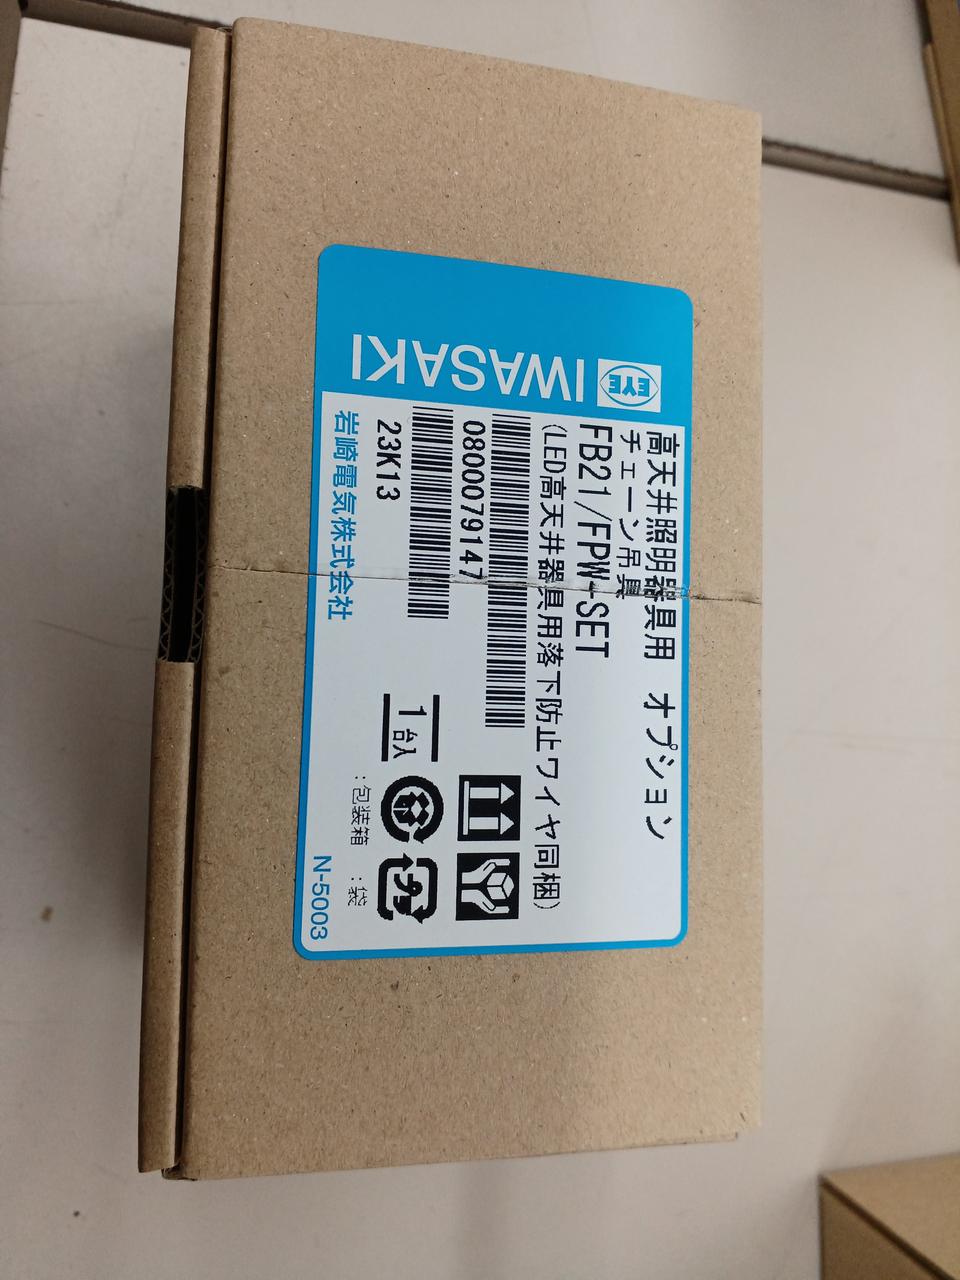 EYE IWASAKI
高天井照明器具用 オプション
チェーン吊具
FB21/FPW-SET
(LED高天井器具用落下防止ワイヤ同梱)
0800079147
23K13
1台入
:包装箱 :袋
プラ
岩崎電気株式会社
N-5003